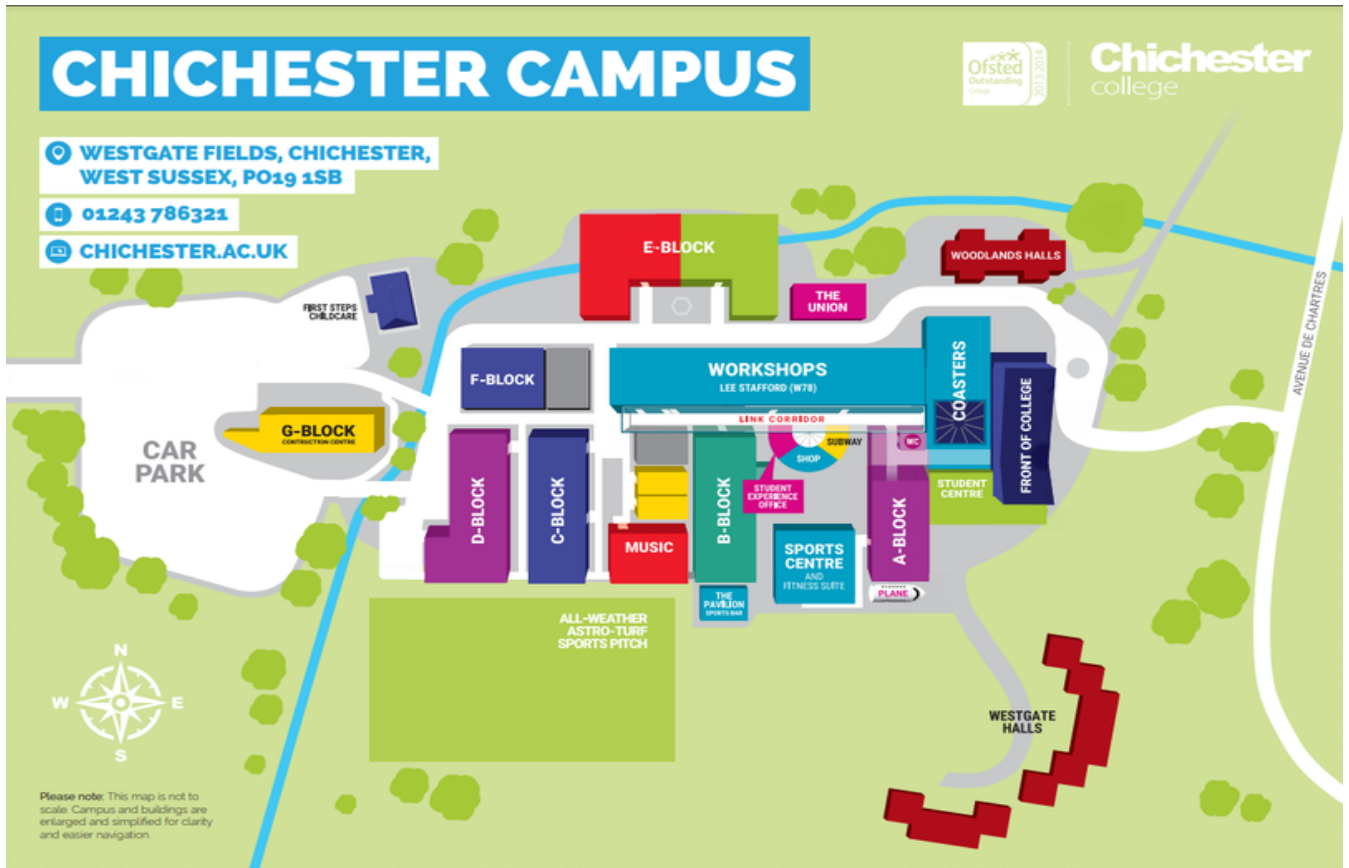 CHICHESTER CAMPUS
Ofsted
Outstanding
College
2013-2014
Chichester
college
WESTGATE FIELDS, CHICHESTER,
WEST SUSSEX, PO19 1SB
01243 786321
CHICHESTER.AC.UK
E-BLOCK
WOODLANDS HALLS
THE
UNION
FIRST STEPS
CHILDCARE
AVENUE DE CHARTRES
F-BLOCK
WORKSHOPS
LEE STAFFORD (W78)
COASTERS
FRONT OF COLLEGE
LINK CORRIDOR
G-BLOCK
CONTRUCTION CENTRE
CAR
PARK
SUBWAY
WC
SHOP
STUDENT
EXPERIENCE
OFFICE
STUDENT
CENTRE
D-BLOCK
C-BLOCK
B-BLOCK
A-BLOCK
MUSIC
SPORTS
CENTRE
AND
FITNESS SUITE
THE
PAVILION
SPORTS BAR
PLANE
ALL-WEATHER
ASTRO-TURF
SPORTS PITCH
N
W
E
S
WESTGATE
HALLS
Please note: This map is not to
scale. Campus and buildings are
enlarged and simplified for clarity
and easier navigation.